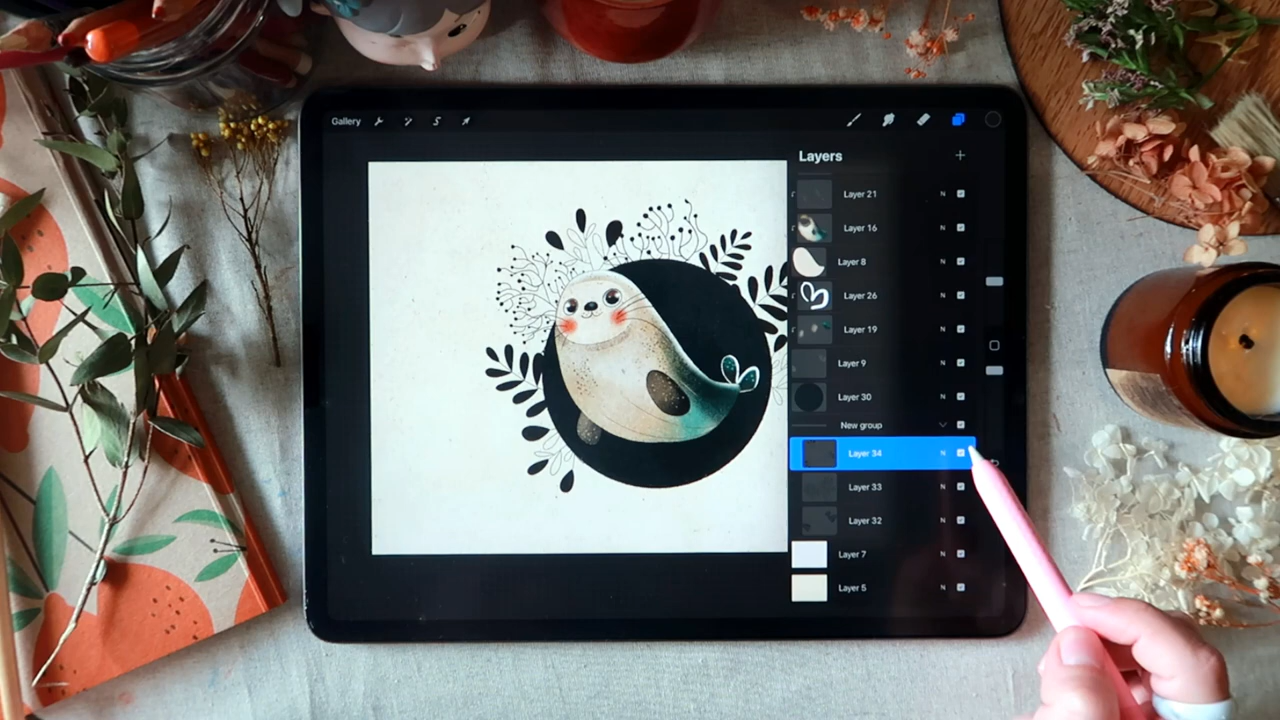 Gallery
Layers
Layer 21 N
Layer 16 N
Layer 8 N
Layer 26 N
Layer 19 N
Layer 9 N
Layer 30 N
New group
Layer 34 N
Layer 33 N
Layer 32 N
Layer 7 N
Layer 5 N